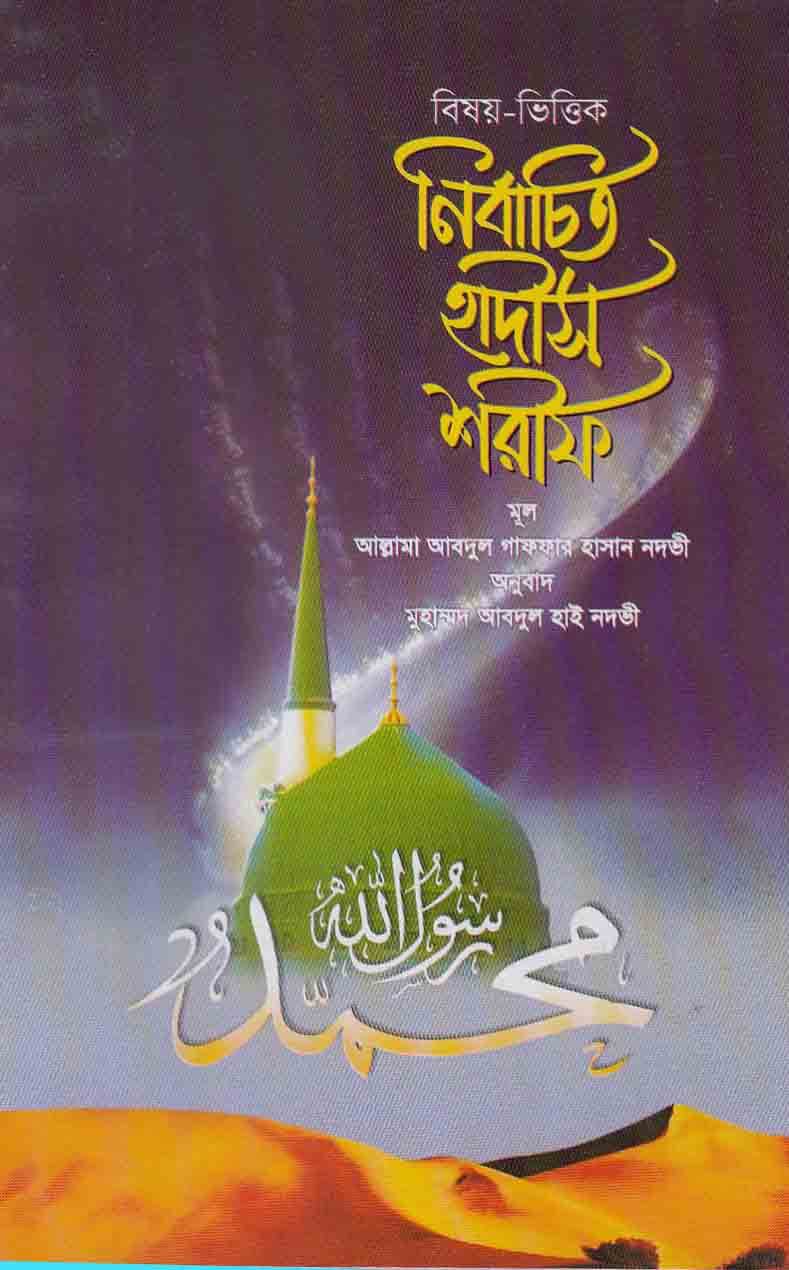 বিষয়-ভিত্তিক
নির্বাচিত
হাদীস
শরীফ
মূল
আল্লামা আবদুল গাফফার হাসান নদভী
অনুবাদ
মুহাম্মদ আবদুল হাই নদভী
رسول الله
محمد